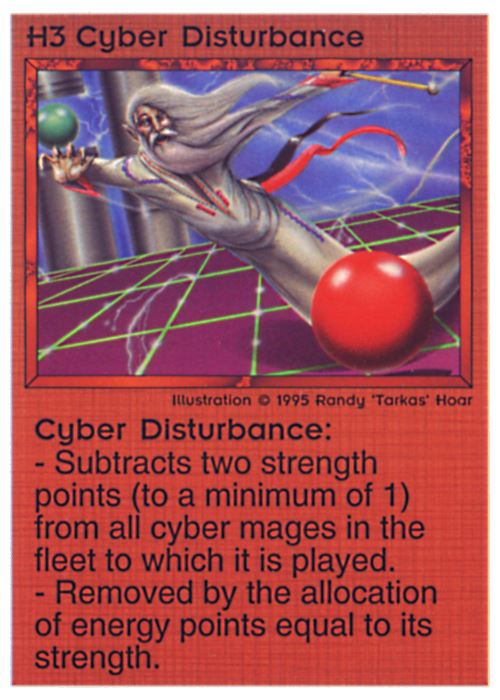 H3 Cyber Disturbance
Illustration © 1995 Randy 'Tarkas' Hoar
Cyber Disturbance:
- Subtracts two strength
points (to a minimum of 1)
from all cyber mages in the
fleet to which it is played.
- Removed by the allocation
of energy points equal to its
strength.